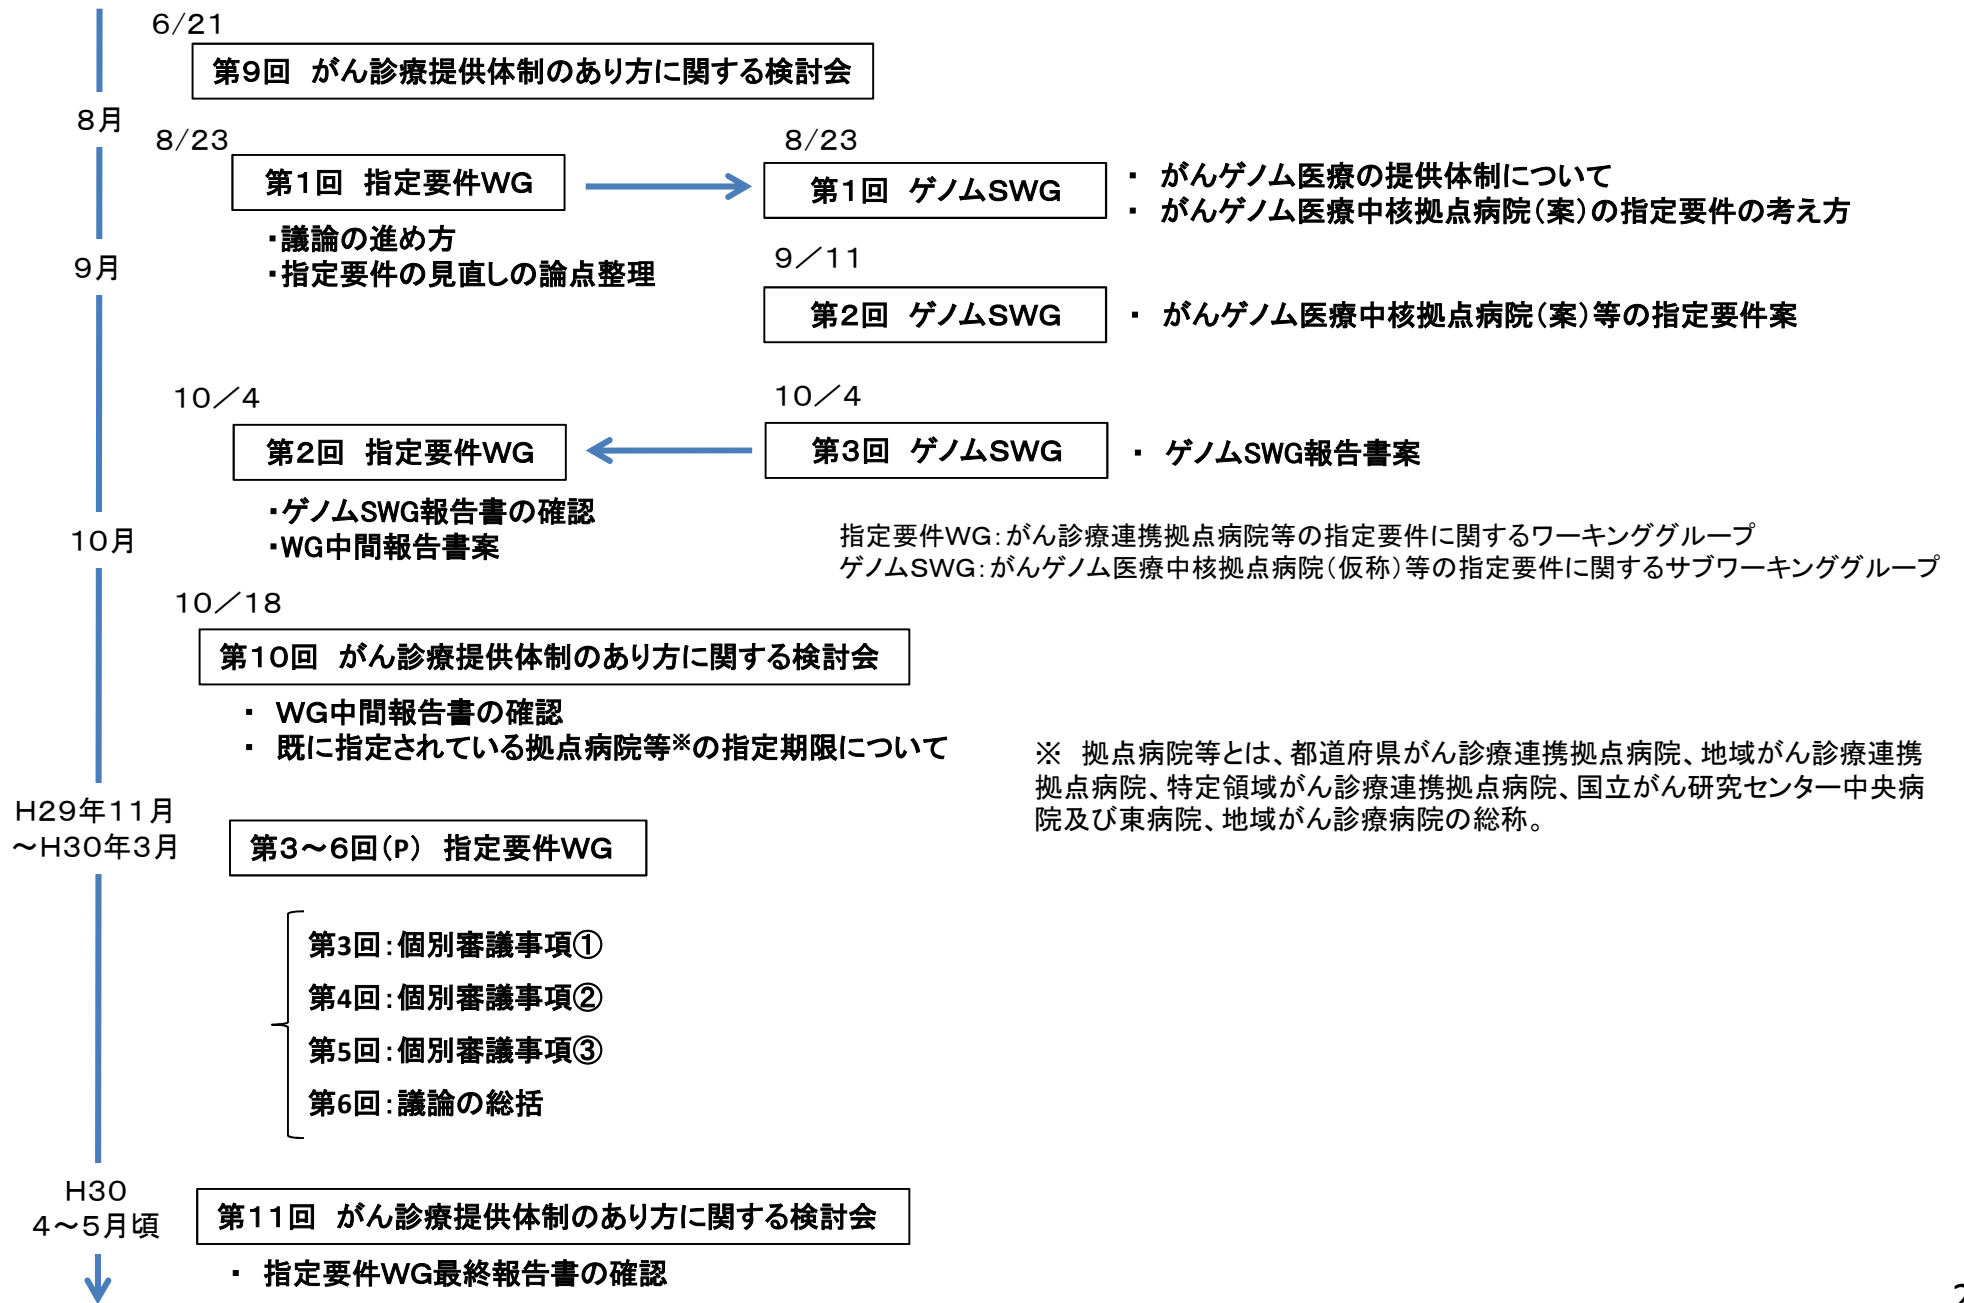 6/21
第9回　がん診療提供体制のあり方に関する検討会
8月
8/23
第1回　指定要件WG
・議論の進め方
・指定要件の見直しの論点整理
8/23
第1回　ゲノムSWG
・ がんゲノム医療の提供体制について
・ がんゲノム医療中核拠点病院（案）の指定要件の考え方
9月
9／11
第2回　ゲノムSWG
・ がんゲノム医療中核拠点病院（案）等の指定要件案
10／4
第2回　指定要件WG
・ゲノムSWG報告書の確認
・WG中間報告書案
10／4
第3回　ゲノムSWG
・ ゲノムSWG報告書案
10月
指定要件WG：がん診療連携拠点病院等の指定要件に関するワーキンググループ
ゲノムSWG：がんゲノム医療中核拠点病院（仮称）等の指定要件に関するサブワーキンググループ
10／18
第10回　がん診療提供体制のあり方に関する検討会
・ WG中間報告書の確認
・ 既に指定されている拠点病院等※の指定期限について
※　拠点病院等とは、都道府県がん診療連携拠点病院、地域がん診療連携
拠点病院、特定領域がん診療連携拠点病院、国立がん研究センター中央病
院及び東病院、地域がん診療病院の総称。
H29年11月
～H30年3月
第3～6回（P）　指定要件WG
第3回：個別審議事項①
第4回：個別審議事項②
第5回：個別審議事項③
第6回：議論の総括
H30
4～5月頃
第11回　がん診療提供体制のあり方に関する検討会
・ 指定要件WG最終報告書の確認